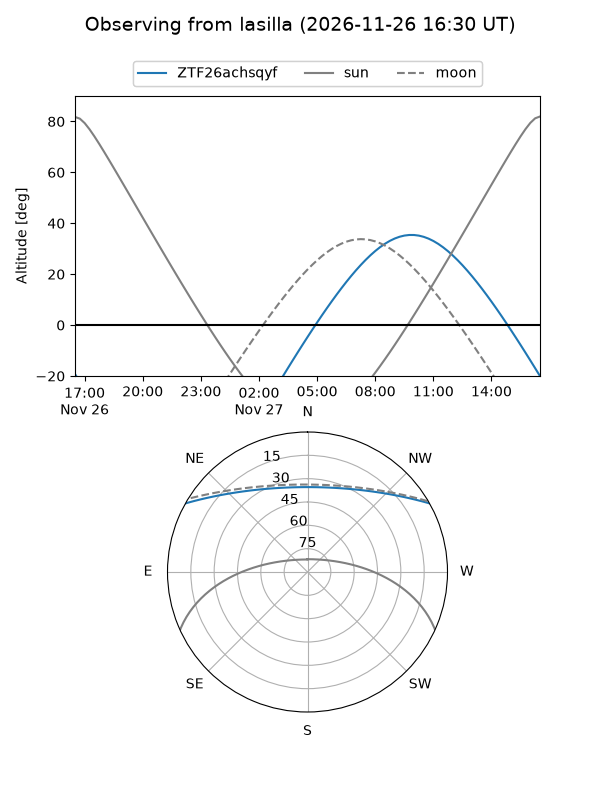 Observing from lasilla (2026-11-26 16:30 UT)
ZTF26achsqyf sun moon
Altitude [deg]
80
60
40
20
0
−20
17:00 20:00 23:00 02:00 05:00 08:00 11:00 14:00
Nov 26 Nov 27
N
NE NW
15
30
45
60
75
E W
SE SW
S